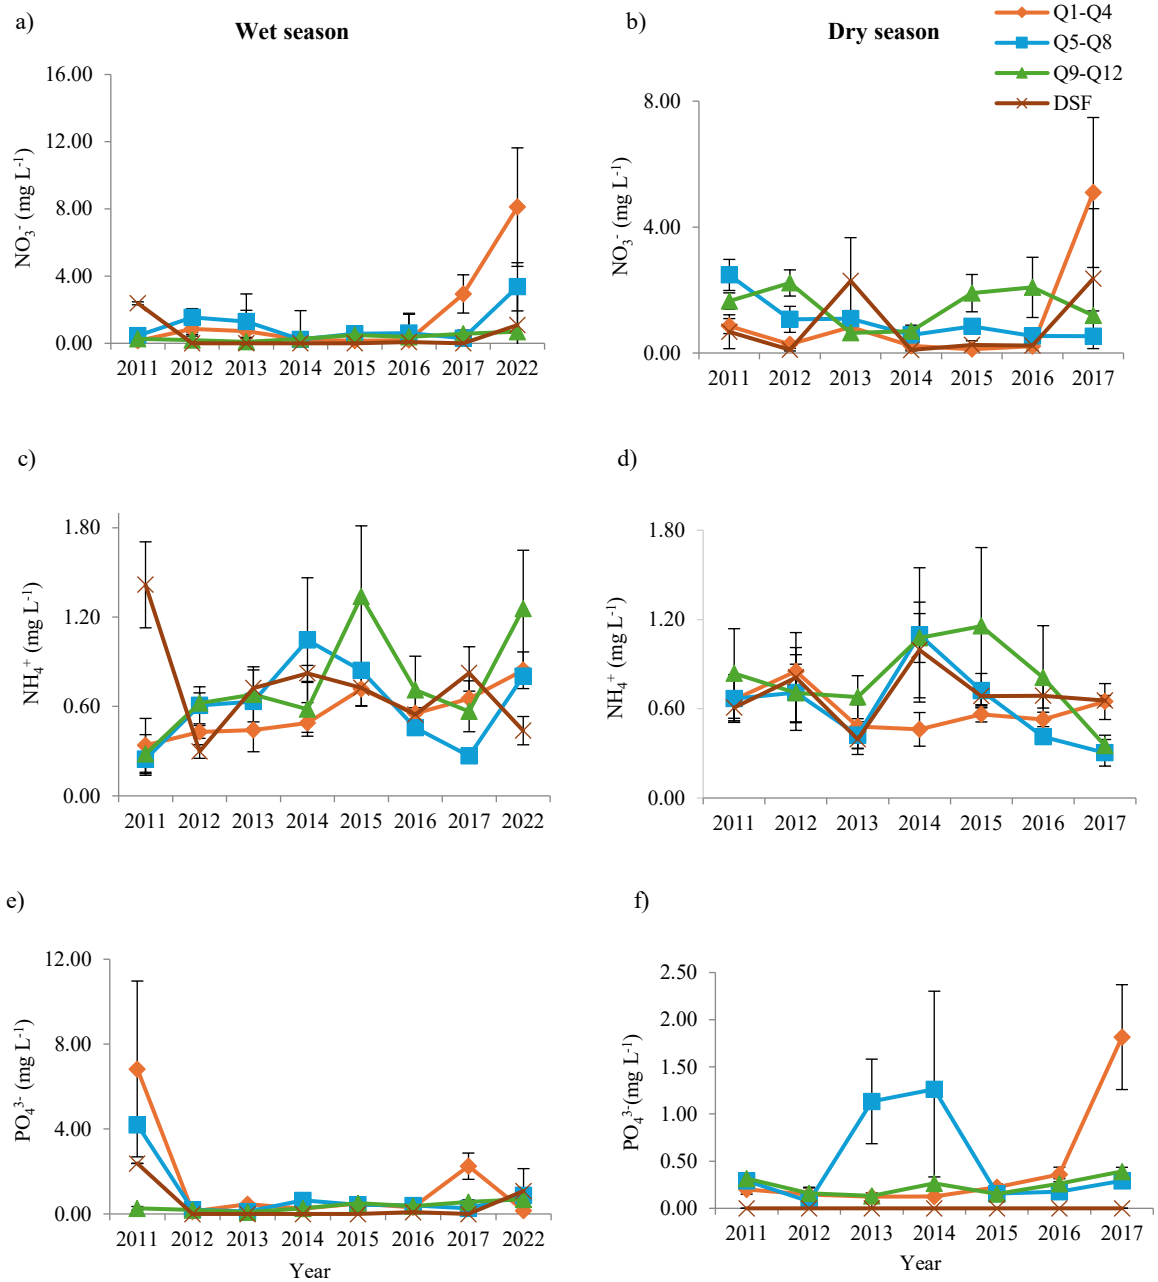 a)
Wet season
b)
Dry season
Q1-Q4
Q5-Q8
Q9-Q12
DSF
16.00
12.00
8.00
4.00
0.00
NO₃⁻ (mg L⁻¹)
2011 2012 2013 2014 2015 2016 2017 2022
8.00
4.00
0.00
NO₃⁻ (mg L⁻¹)
2011 2012 2013 2014 2015 2016 2017
c)
d)
1.80
1.20
0.60
0.00
NH₄⁺ (mg L⁻¹)
2011 2012 2013 2014 2015 2016 2017 2022
1.80
1.20
0.60
0.00
NH₄⁺ (mg L⁻¹)
2011 2012 2013 2014 2015 2016 2017
e)
f)
12.00
8.00
4.00
0.00
PO₄³⁻ (mg L⁻¹)
2011 2012 2013 2014 2015 2016 2017 2022
Year
2.50
2.00
1.50
1.00
0.50
0.00
PO₄³⁻(mg L⁻¹)
2011 2012 2013 2014 2015 2016 2017
Year